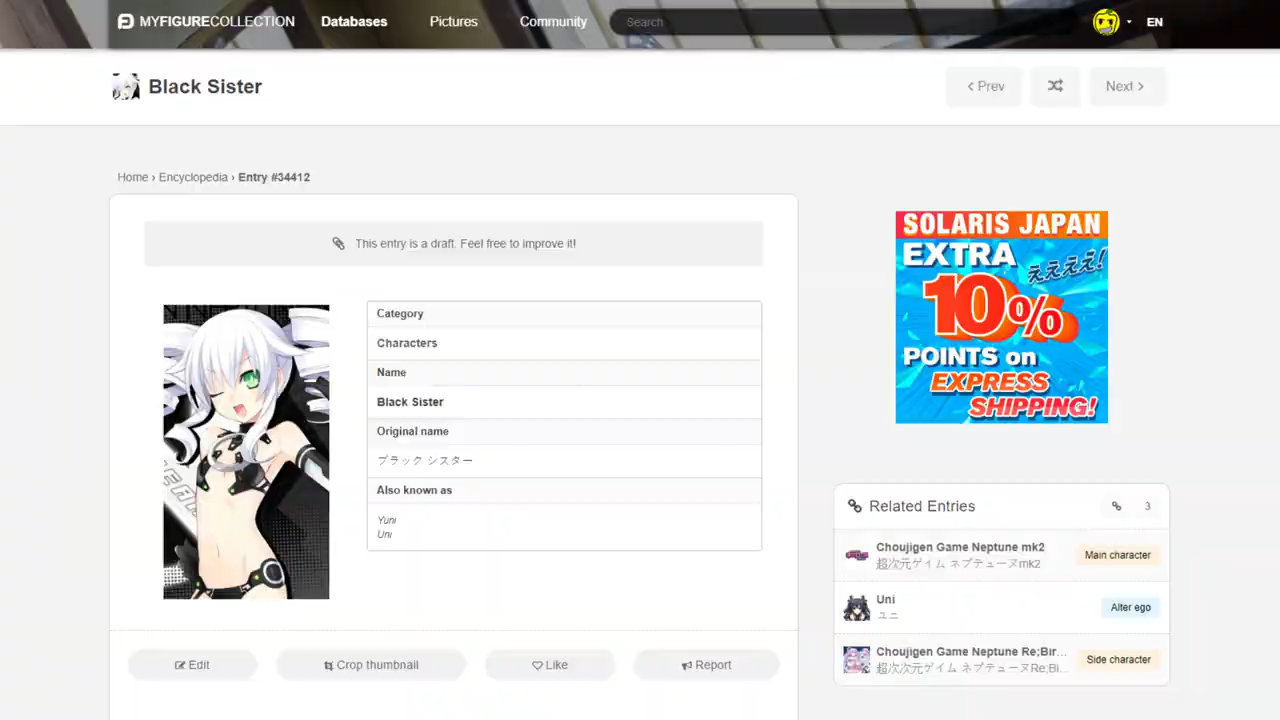 MYFIGURECOLLECTION Databases Pictures Community Search EN
Black Sister
Prev
Next
Home › Encyclopedia › Entry #34412
This entry is a draft. Feel free to improve it!
Category
Characters
Name
Black Sister
Original name
ブラック シスター
Also known as
Yuni
Uni
Edit
Crop thumbnail
Like
Report
SOLARIS JAPAN
EXTRA
ええええ!
10%
POINTS on
EXPRESS
SHIPPING!
Related Entries
3
Choujigen Game Neptune mk2
超次元ゲイム ネプテューヌmk2
Main character
Uni
ユニ
Alter ego
Choujigen Game Neptune Re;Bir...
超次次元ゲイム ネプテューヌRe;Bi...
Side character